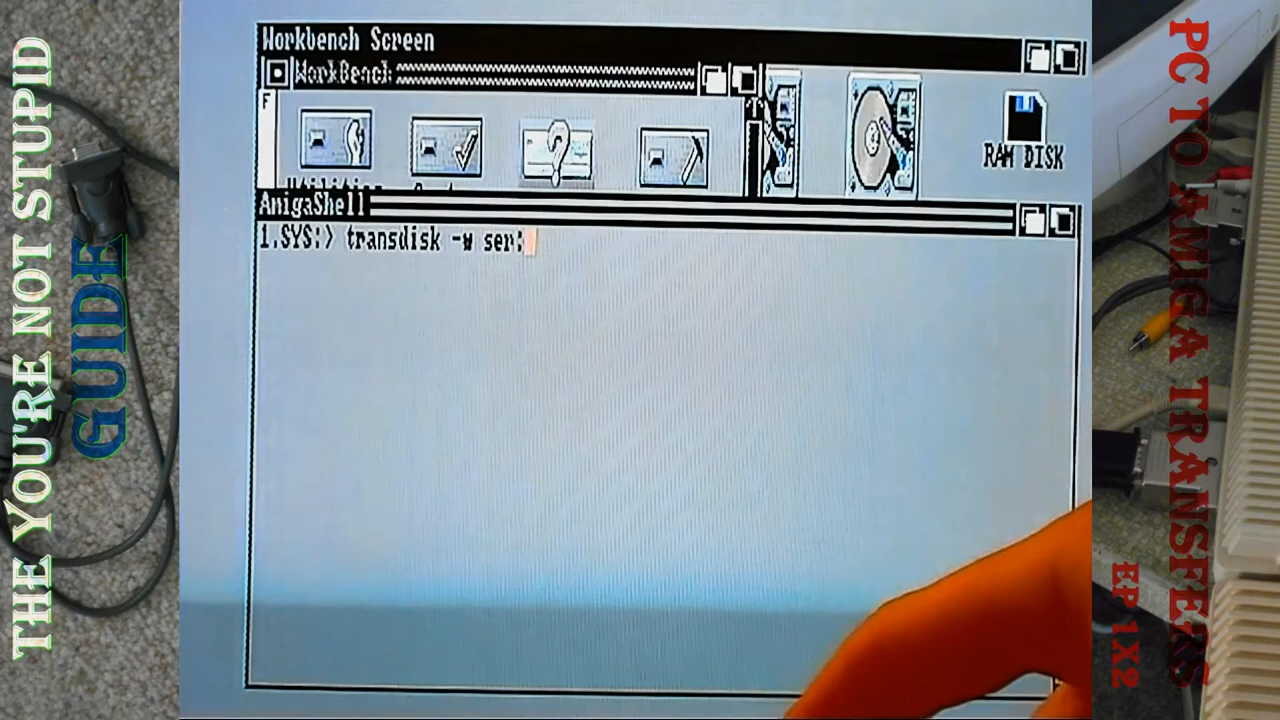 THE YOU'RE NOT STUPID
GUIDE
Workbench Screen
WorkBench
F
RAM DISK
AmigaShell
1.SYS:> transdisk -w ser:
PC TO AMIGA TRANSFERS
EP 1X2